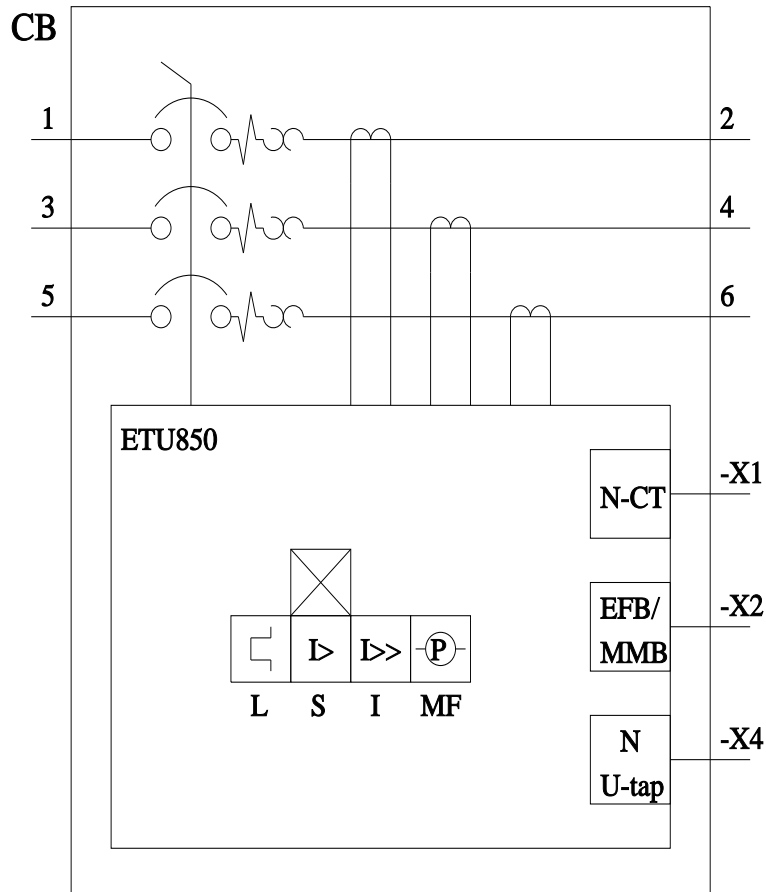 CB
1
2
3
4
5
6
ETU850
N-CT
-X1
EFB/
MMB
-X2
I>
I>>
P
L
S
I
MF
N
U-tap
-X4